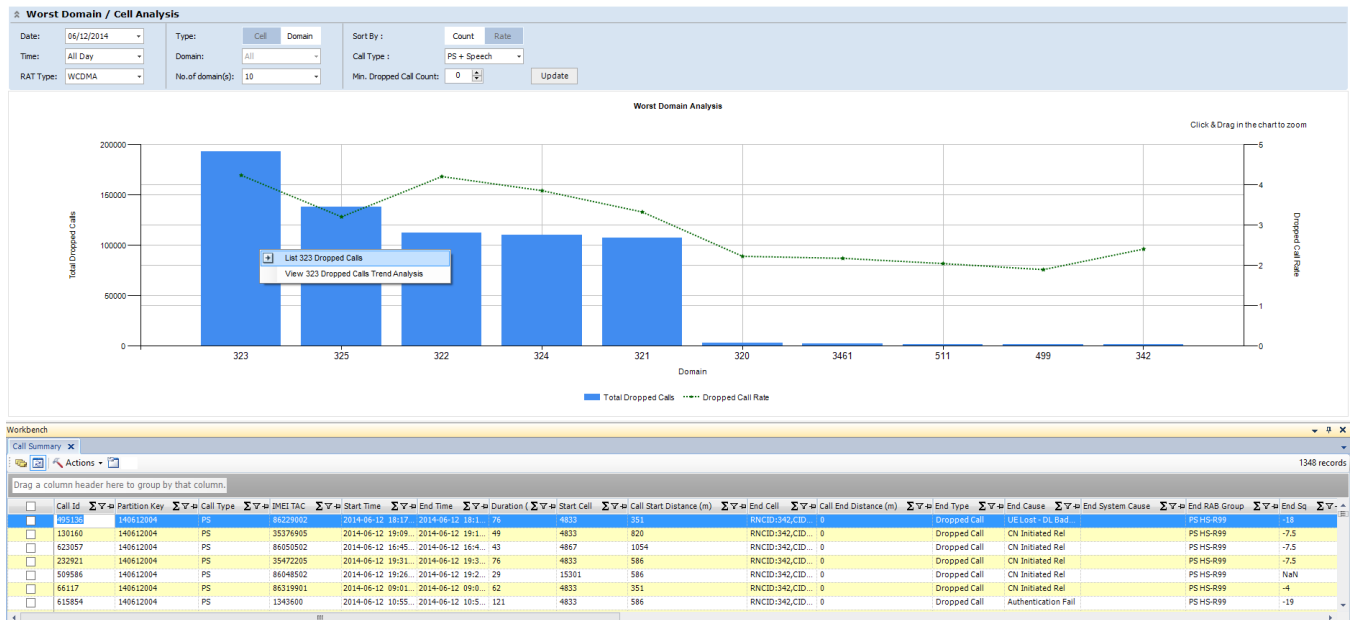 Worst Domain / Cell Analysis
Date: 06/12/2014 Type: Cell Domain Sort By : Count Rate
Time: All Day Domain: All Call Type : PS + Speech
RAT Type: WCDMA No.of domain(s): 10 Min. Dropped Call Count: 0 Update
Worst Domain Analysis
Click & Drag in the chart to zoom
200000
150000
100000
50000
0
Total Dropped Calls
5
4
3
2
1
0
Dropped Call Rate
List 323 Dropped Calls
View 323 Dropped Calls Trend Analysis
323 325 322 324 321 320 3461 511 499 342
Domain
Total Dropped Calls Dropped Call Rate
Workbench
Call Summary
Actions 1348 records
Drag a column header here to group by that column.
Call Id Partition Key Call Type IMEI TAC Start Time End Time Duration ( Start Cell Call Start Distance (m) End Cell Call End Distance (m) End Type End Cause End System Cause End RAB Group End Sq
495136 140612004 PS 86229002 2014-06-12 18:17... 2014-06-12 18:1... 76 4833 351 RNCID:342,CID... 0 Dropped Call UE Lost - DL Bad... PS HS-R99 -18
130160 140612004 PS 35376905 2014-06-12 19:09... 2014-06-12 19:1... 49 4833 820 RNCID:342,CID... 0 Dropped Call CN Initiated Rel PS HS-R99 -7.5
623057 140612004 PS 86050502 2014-06-12 16:45... 2014-06-12 16:4... 43 4867 1054 RNCID:342,CID... 0 Dropped Call CN Initiated Rel PS HS-R99 -7.5
232921 140612004 PS 35472205 2014-06-12 19:31... 2014-06-12 19:3... 76 4833 586 RNCID:342,CID... 0 Dropped Call CN Initiated Rel PS HS-R99 -7.5
509586 140612004 PS 86048502 2014-06-12 19:26... 2014-06-12 19:2... 29 15301 586 RNCID:342,CID... 0 Dropped Call CN Initiated Rel PS HS-R99 NaN
66117 140612004 PS 86319901 2014-06-12 09:01... 2014-06-12 09:0... 62 4833 351 RNCID:342,CID... 0 Dropped Call CN Initiated Rel PS HS-R99 -4
615854 140612004 PS 1343600 2014-06-12 10:55... 2014-06-12 10:5... 121 4833 586 RNCID:342,CID... 0 Dropped Call Authentication Fail PS HS-R99 -19